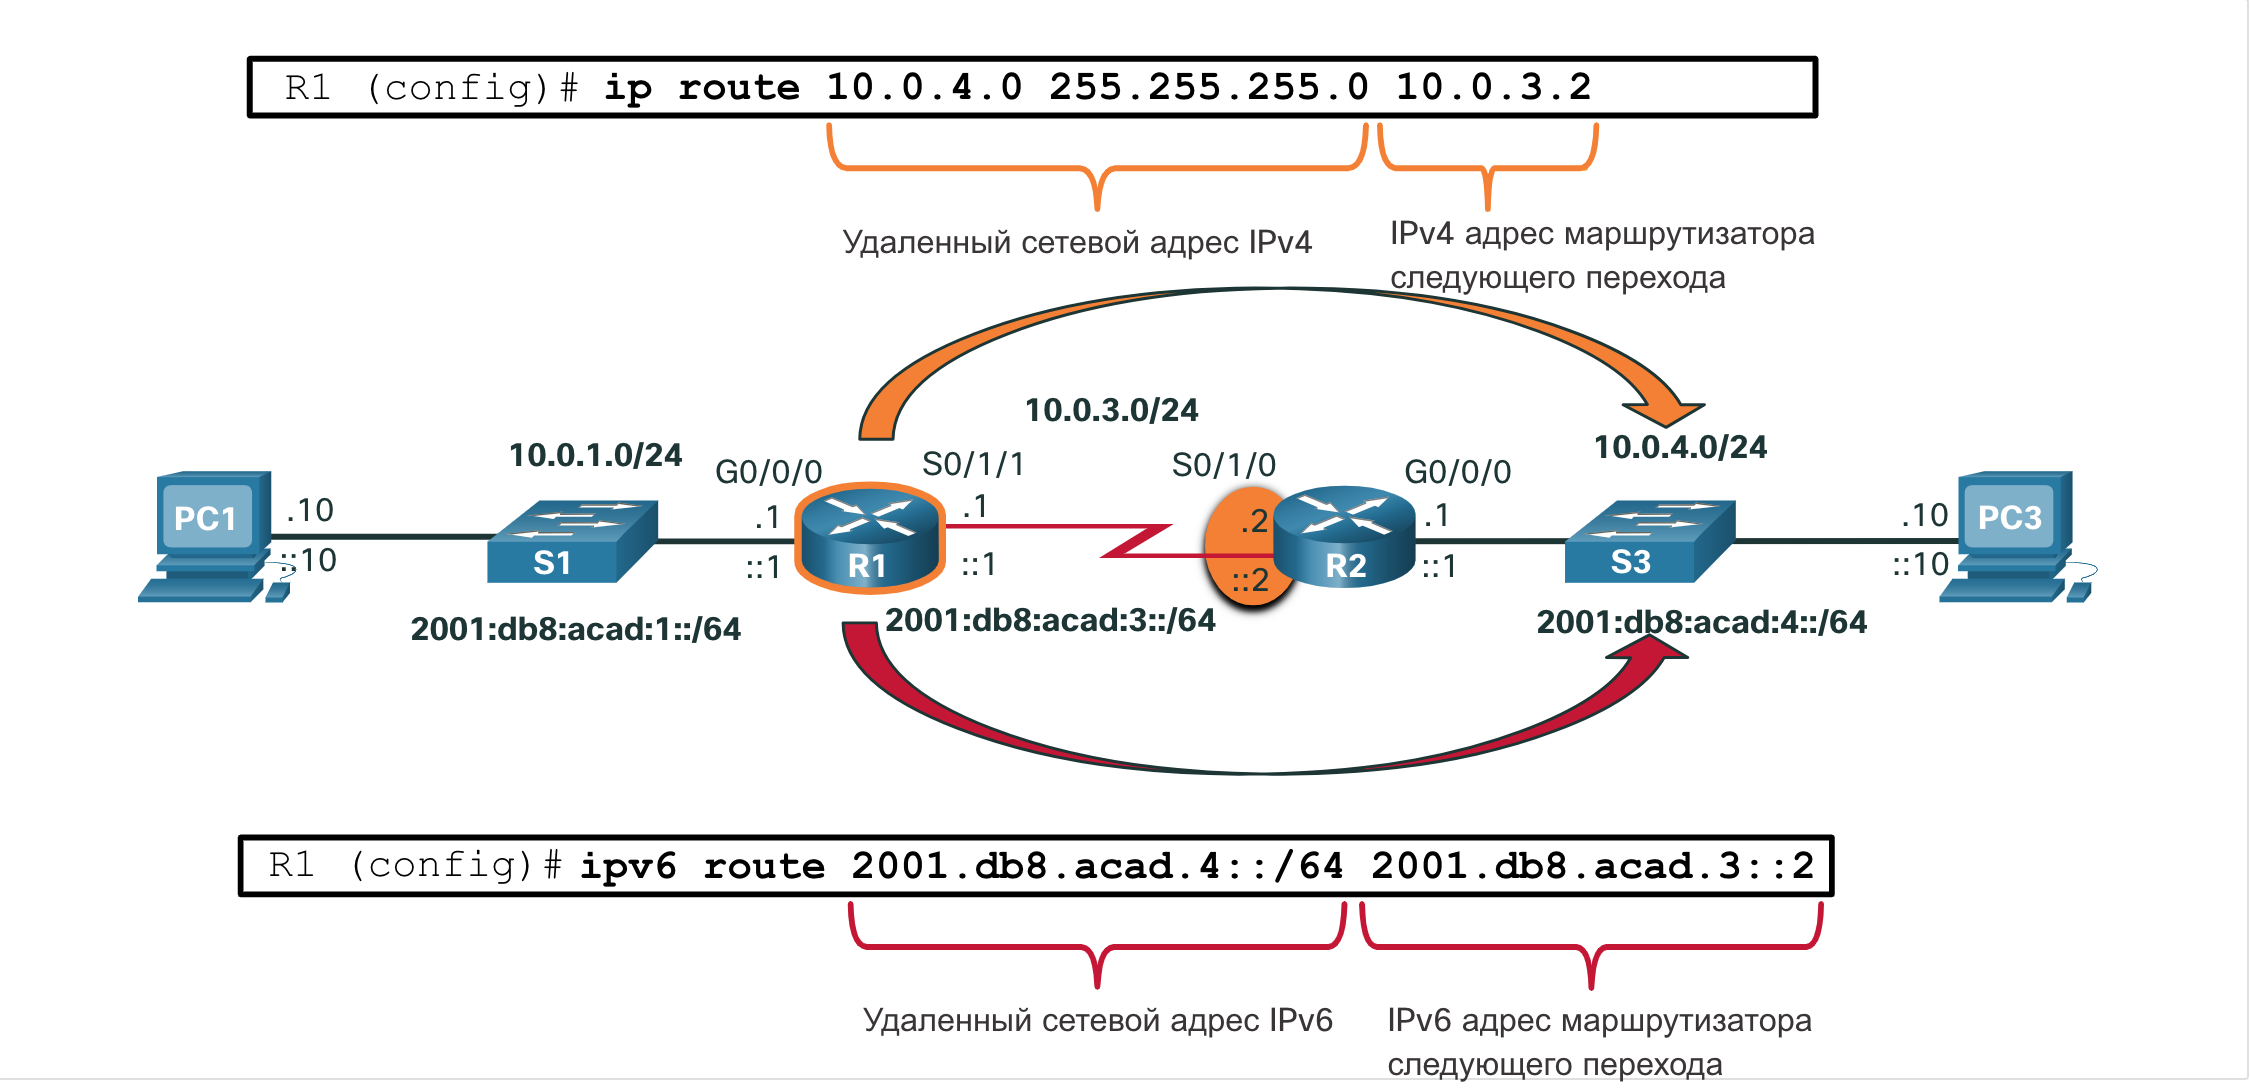 R1 (config)# ip route 10.0.4.0 255.255.255.0 10.0.3.2
Удаленный сетевой адрес IPv4
IPv4 адрес маршрутизатора
следующего перехода
10.0.3.0/24
10.0.1.0/24
10.0.4.0/24
G0/0/0
S0/1/1
S0/1/0
G0/0/0
PC1
.10
::10
S1
.1
::1
R1
.1
::1
.2
::2
R2
.1
::1
S3
.10
::10
PC3
2001:db8:acad:1::/64
2001:db8:acad:3::/64
2001:db8:acad:4::/64
R1 (config)# ipv6 route 2001.db8.acad.4::/64 2001.db8.acad.3::2
Удаленный сетевой адрес IPv6
IPv6 адрес маршрутизатора
следующего перехода